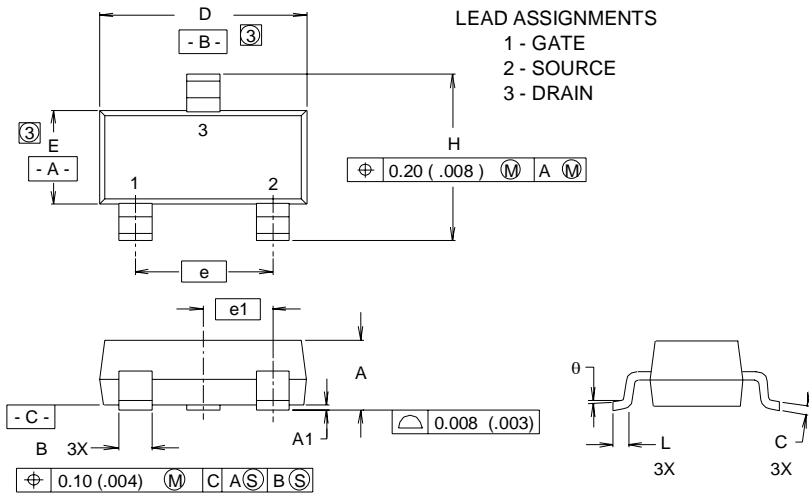 D
- B -
3
LEAD ASSIGNMENTS
1 - GATE
2 - SOURCE
3 - DRAIN
3
E
- A -
3
H
⌖ 0.20 ( .008 ) Ⓜ A Ⓜ
1
2
e
e1
A
θ
- C -
A1
⌓ 0.008 (.003)
B 3X
L
3X
C
3X
⌖ 0.10 (.004) Ⓜ C A Ⓢ B Ⓢ